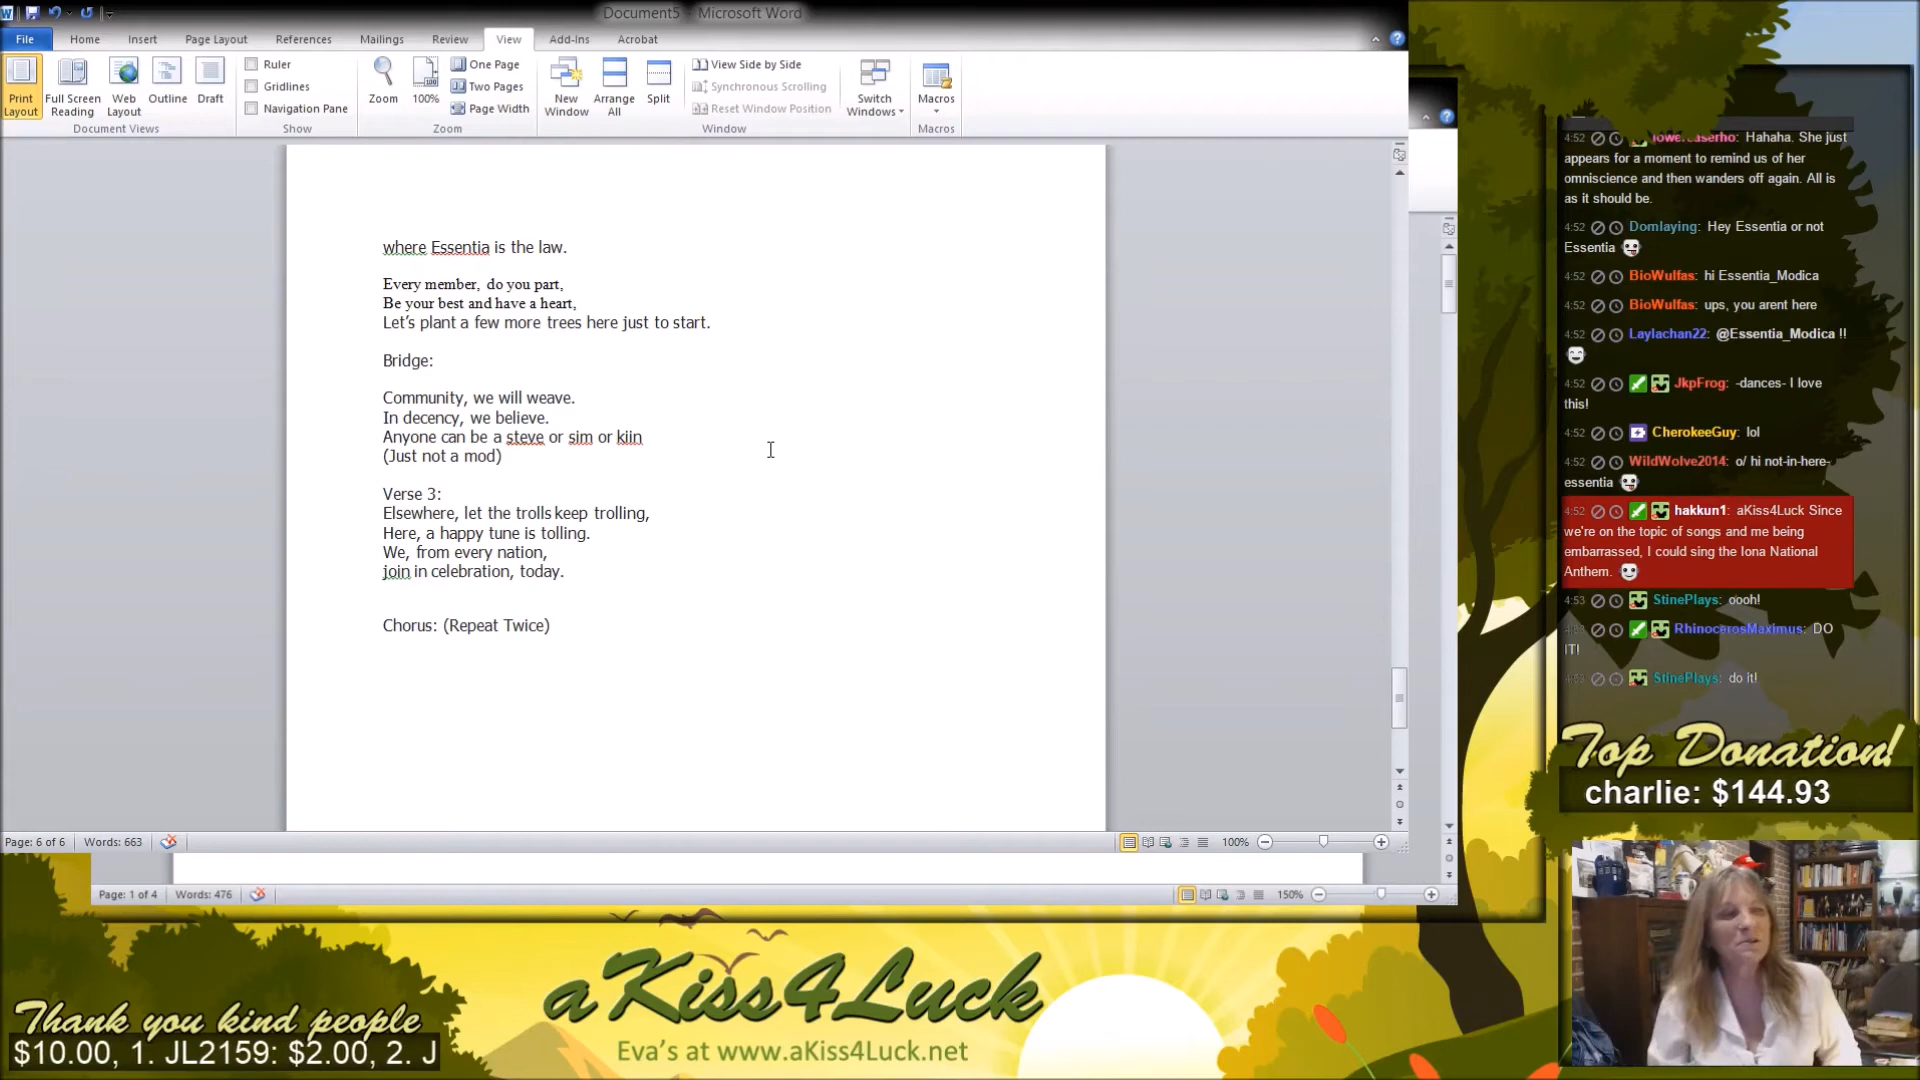 Document5 - Microsoft Word
File Home Insert Page Layout References Mailings Review View Add-Ins Acrobat
Print Layout
Full Screen Reading
Web Layout
Outline
Draft
Document Views
Ruler
Gridlines
Navigation Pane
Show
Zoom
100%
One Page
Two Pages
Page Width
Zoom
New Window
Arrange All
Split
View Side by Side
Synchronous Scrolling
Reset Window Position
Window
Switch Windows
Macros
Macros
where Essentia is the law.
Every member, do you part,
Be your best and have a heart,
Let's plant a few more trees here just to start.
Bridge:
Community, we will weave.
In decency, we believe.
Anyone can be a steve or sim or kiin
(Just not a mod)
Verse 3:
Elsewhere, let the trolls keep trolling,
Here, a happy tune is tolling.
We, from every nation,
join in celebration, today.
Chorus: (Repeat Twice)
Page: 6 of 6 Words: 663 100%
Page: 1 of 4 Words: 476 150%
4:52 Hahaha. She just
appears for a moment to remind us of her
omniscience and then wanders off again. All is
as it should be.
4:52 Domlaying: Hey Essentia or not
Essentia
4:52 BioWulfas: hi Essentia_Modica
4:52 BioWulfas: ups, you arent here
4:52 Laylachan22: @Essentia_Modica !!
4:52 JkpFrog: -dances- I love
this!
4:52 CherokeeGuy: lol
4:52 WildWolve2014: o/ hi not-in-here-
essentia
4:52 hakkun1: aKiss4Luck Since
we're on the topic of songs and me being
embarrassed, I could sing the Iona National
Anthem.
4:53 StinePlays: oooh!
RhinocerosMaximus: DO
IT!
StinePlays: do it!
Top Donation!
charlie: $144.93
Thank you kind people
$10.00, 1. JL2159: $2.00, 2. J
aKiss4Luck
Eva's at www.aKiss4Luck.net